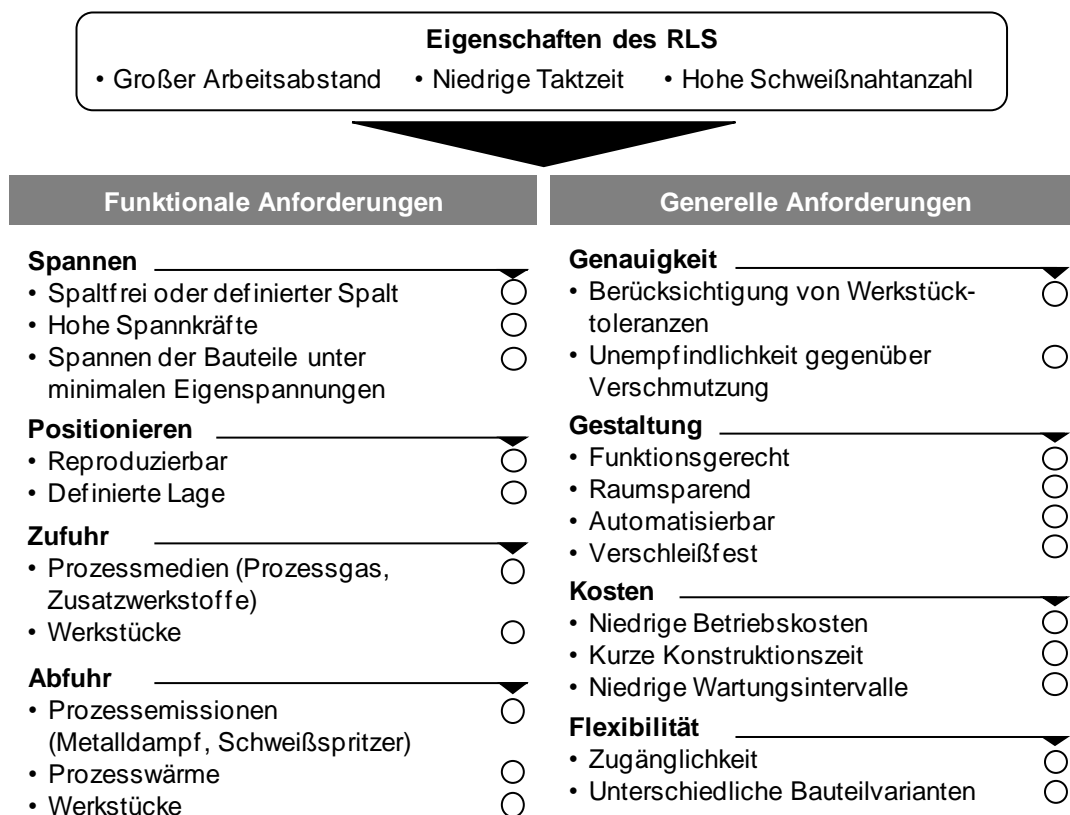 Eigenschaften des RLS
• Großer Arbeitsabstand • Niedrige Taktzeit • Hohe Schweißnahtanzahl
Funktionale Anforderungen
Spannen
• Spaltfrei oder definierter Spalt
• Hohe Spannkräfte
• Spannen der Bauteile unter
minimalen Eigenspannungen
Positionieren
• Reproduzierbar
• Definierte Lage
Zufuhr
• Prozessmedien (Prozessgas,
Zusatzwerkstoffe)
• Werkstücke
Abfuhr
• Prozessemissionen
(Metalldampf, Schweißspritzer)
• Prozesswärme
• Werkstücke
Generelle Anforderungen
Genauigkeit
• Berücksichtigung von Werkstück-
toleranzen
• Unempfindlichkeit gegenüber
Verschmutzung
Gestaltung
• Funktionsgerecht
• Raumsparend
• Automatisierbar
• Verschleißfest
Kosten
• Niedrige Betriebskosten
• Kurze Konstruktionszeit
• Niedrige Wartungsintervalle
Flexibilität
• Zugänglichkeit
• Unterschiedliche Bauteilvarianten